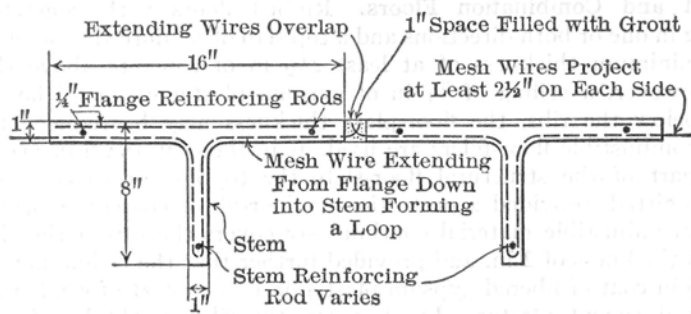 Extending Wires Overlap
1" Space Filled with Grout
16"
Mesh Wires Project
at Least 2½" on Each Side
¼" Flange Reinforcing Rods
1"
8"
Mesh Wire Extending
From Flange Down
into Stem Forming
a Loop
Stem
Stem Reinforcing
Rod Varies
1"